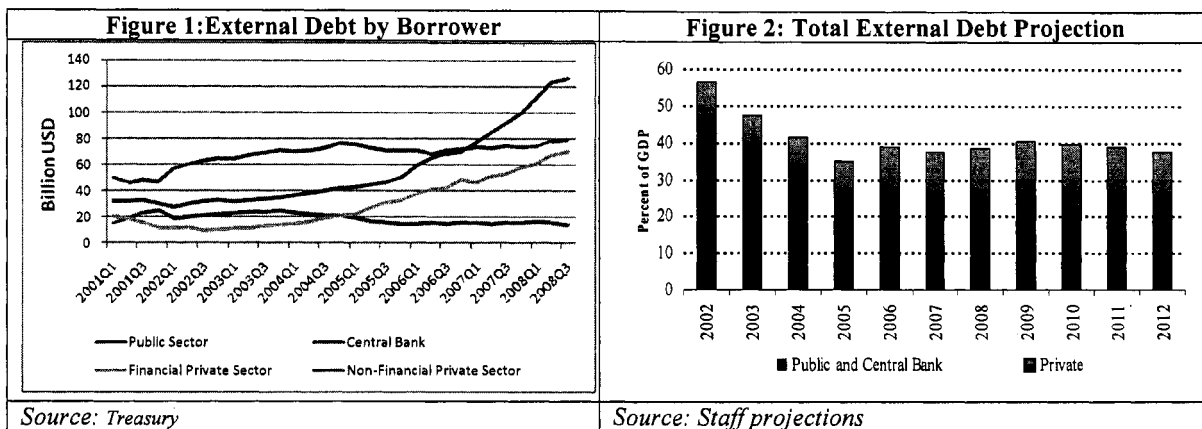 Figure 1:External Debt by Borrower
Billion USD
140
120
100
80
60
40
20
0
2001Q1
2001Q3
2002Q1
2002Q3
2003Q1
2003Q3
2004Q1
2004Q3
2005Q1
2005Q3
2006Q1
2006Q3
2007Q1
2007Q3
2008Q1
2008Q3
Public Sector
Central Bank
Financial Private Sector
Non-Financial Private Sector
Source: Treasury
Figure 2: Total External Debt Projection
Percent of GDP
60
50
40
30
20
10
0
2002
2003
2004
2005
2006
2007
2008
2009
2010
2011
2012
Public and Central Bank
Private
Source: Staff projections